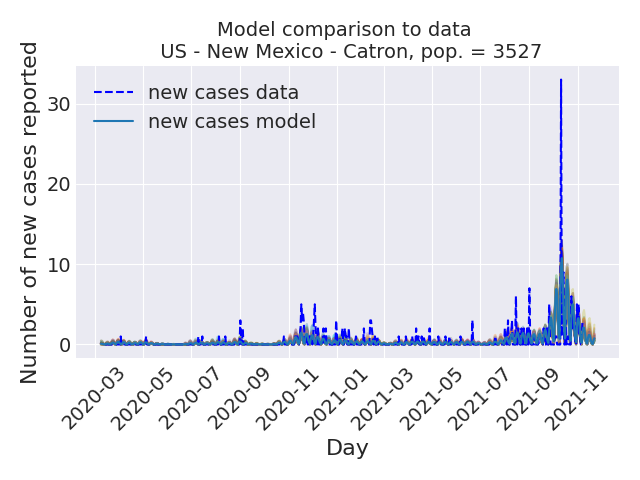 Model comparison to data
US - New Mexico - Catron, pop. = 3527
Number of new cases reported
30
20
10
0
new cases data
new cases model
2020-03
2020-05
2020-07
2020-09
2020-11
2021-01
2021-03
2021-05
2021-07
2021-09
2021-11
Day